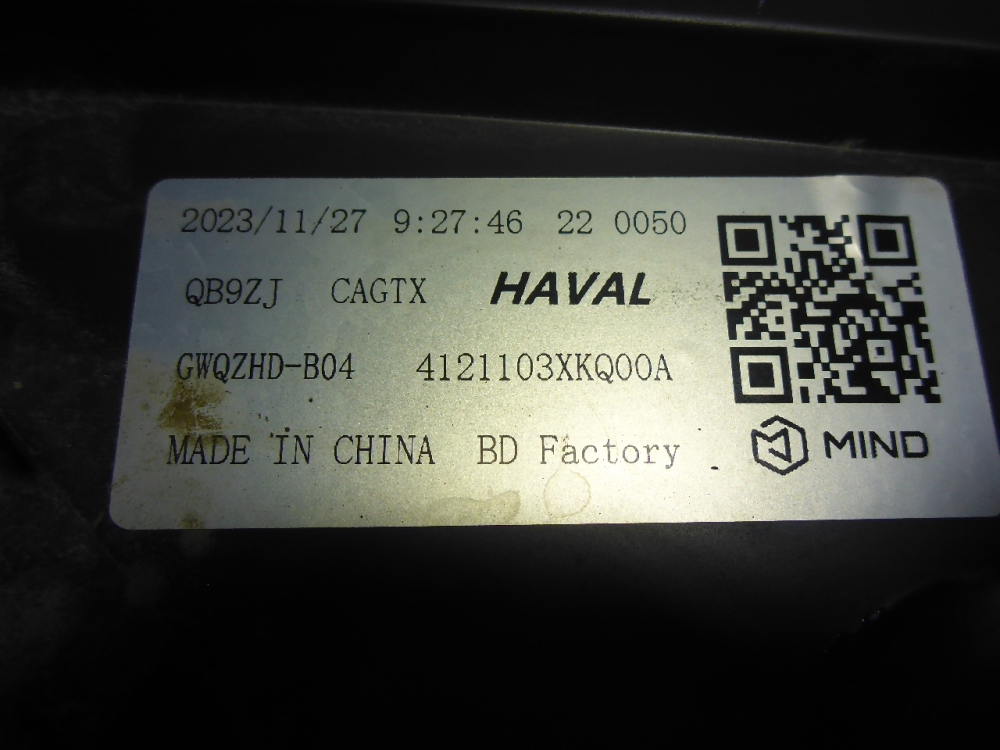 2023/11/27 9:27:46 22 0050
QB9ZJ CAGTX HAVAL
GWQZHD-B04 4121103XKQ00A
MADE IN CHINA BD Factory
MIND